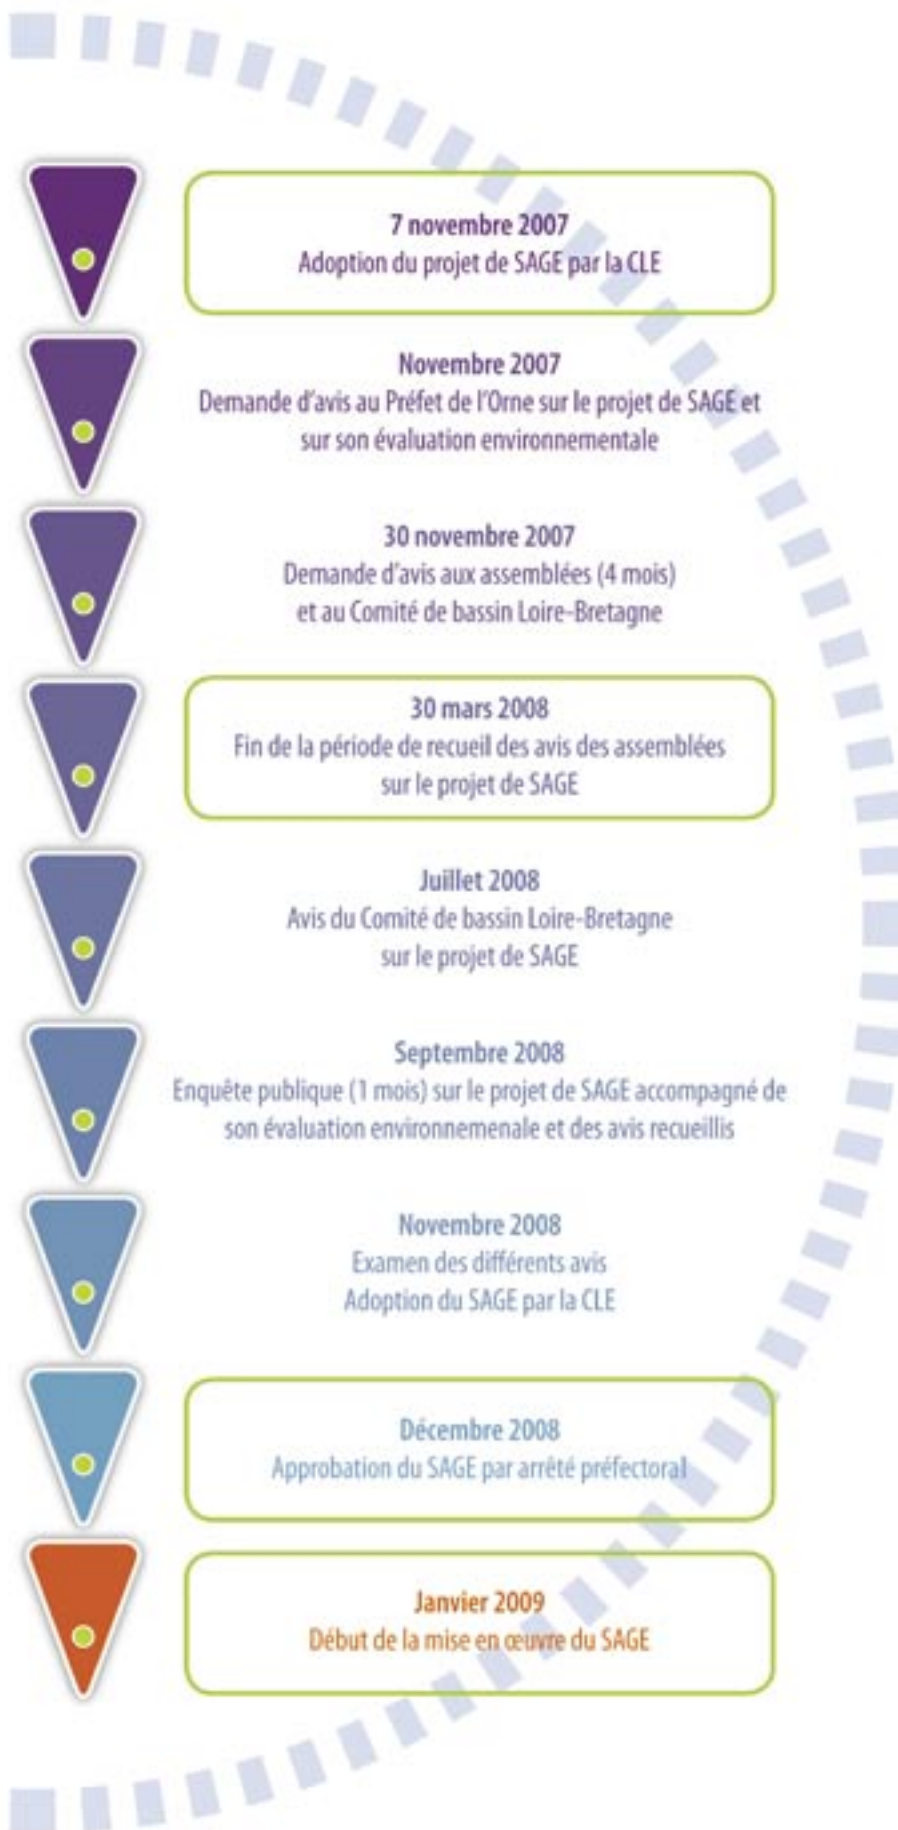 7 novembre 2007
Adoption du projet de SAGE par la CLE
Novembre 2007
Demande d'avis au Préfet de l'Orne sur le projet de SAGE et
sur son évaluation environnementale
30 novembre 2007
Demande d'avis aux assemblées (4 mois)
et au Comité de bassin Loire-Bretagne
30 mars 2008
Fin de la période de recueil des avis des assemblées
sur le projet de SAGE
Juillet 2008
Avis du Comité de bassin Loire-Bretagne
sur le projet de SAGE
Septembre 2008
Enquête publique (1 mois) sur le projet de SAGE accompagné de
son évaluation environnemenale et des avis recueillis
Novembre 2008
Examen des différents avis
Adoption du SAGE par la CLE
Décembre 2008
Approbation du SAGE par arrêté préfectoral
Janvier 2009
Début de la mise en œuvre du SAGE